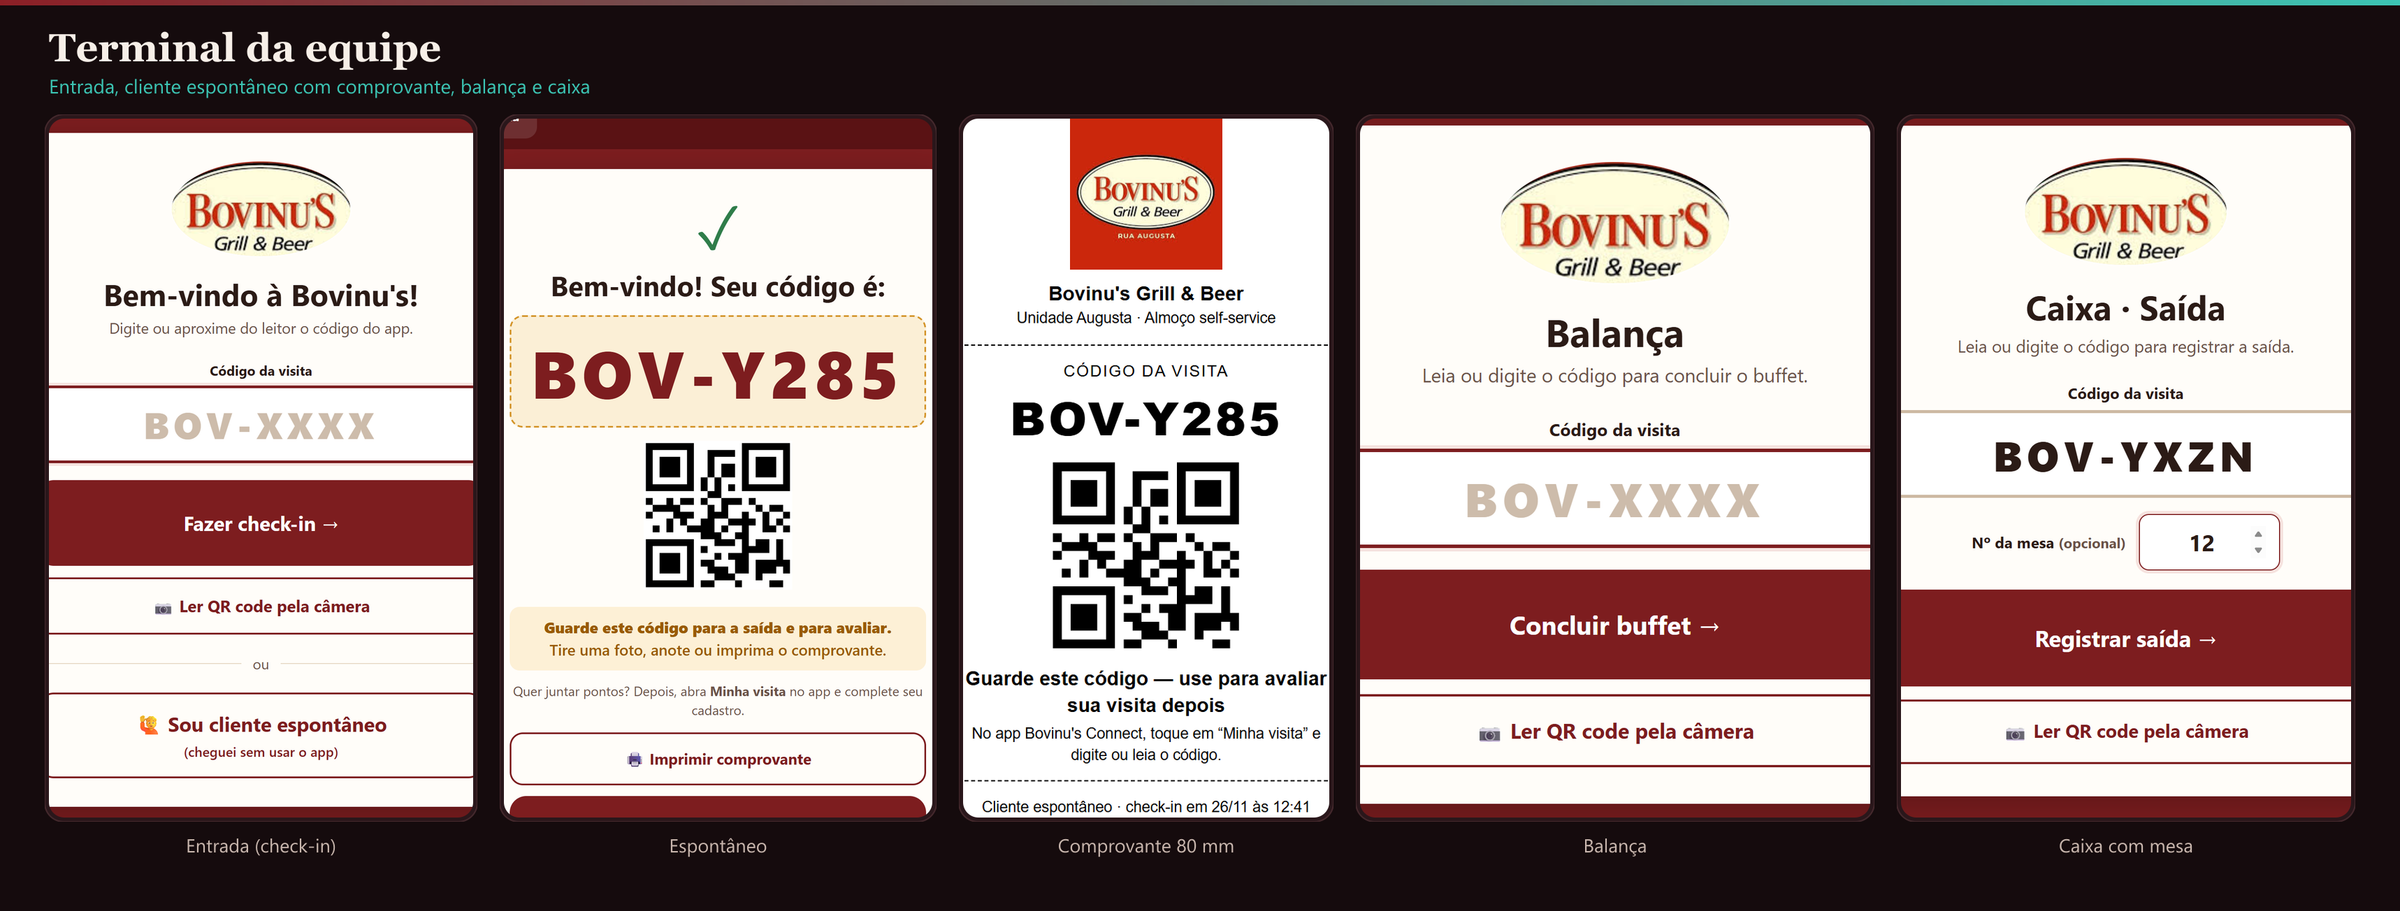 Terminal da equipe
Entrada, cliente espontâneo com comprovante, balança e caixa
BOVINU'S
Grill & Beer
Bem-vindo à Bovinu's!
Digite ou aproxime do leitor o código do app.
Código da visita
BOV-XXXX
Fazer check-in →
Ler QR code pela câmera
ou
Sou cliente espontâneo
(cheguei sem usar o app)
Entrada (check-in)
Bem-vindo! Seu código é:
BOV-Y285
Guarde este código para a saída e para avaliar.
Tire uma foto, anote ou imprima o comprovante.
Quer juntar pontos? Depois, abra Minha visita no app e complete seu
cadastro.
Imprimir comprovante
Espontâneo
BOVINU'S
Grill & Beer
RUA AUGUSTA
Bovinu's Grill & Beer
Unidade Augusta · Almoço self-service
CÓDIGO DA VISITA
BOV-Y285
Guarde este código — use para avaliar
sua visita depois
No app Bovinu's Connect, toque em “Minha visita” e
digite ou leia o código.
Cliente espontâneo · check-in em 26/11 às 12:41
Comprovante 80 mm
BOVINU'S
Grill & Beer
Balança
Leia ou digite o código para concluir o buffet.
Código da visita
BOV-XXXX
Concluir buffet →
Ler QR code pela câmera
Balança
BOVINU'S
Grill & Beer
Caixa · Saída
Leia ou digite o código para registrar a saída.
Código da visita
BOV-YXZN
Nº da mesa (opcional) 12
Registrar saída →
Ler QR code pela câmera
Caixa com mesa